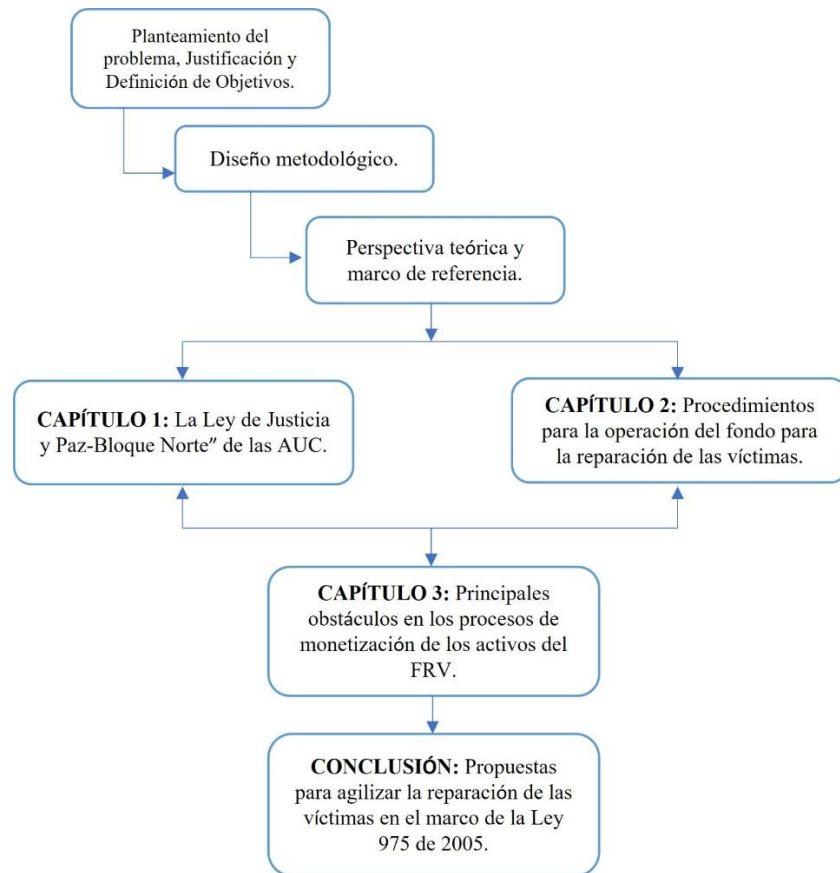 Planteamiento del
problema, Justificación y
Definición de Objetivos.
Diseño metodológico.
Perspectiva teórica y
marco de referencia.
CAPÍTULO 1: La Ley de Justicia
y Paz-Bloque Norte” de las AUC.
CAPÍTULO 2: Procedimientos
para la operación del fondo para
la reparación de las víctimas.
CAPÍTULO 3: Principales
obstáculos en los procesos de
monetización de los activos del
FRV.
CONCLUSIÓN: Propuestas
para agilizar la reparación de las
víctimas en el marco de la Ley
975 de 2005.